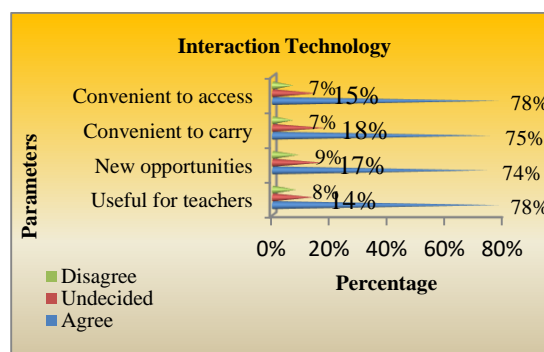 Interaction Technology
Convenient to access
7% 15% 78%
Convenient to carry
7% 18% 75%
New opportunities
9% 17% 74%
Useful for teachers
8% 14% 78%
Parameters
0% 20% 40% 60% 80%
Percentage
Disagree
Undecided
Agree